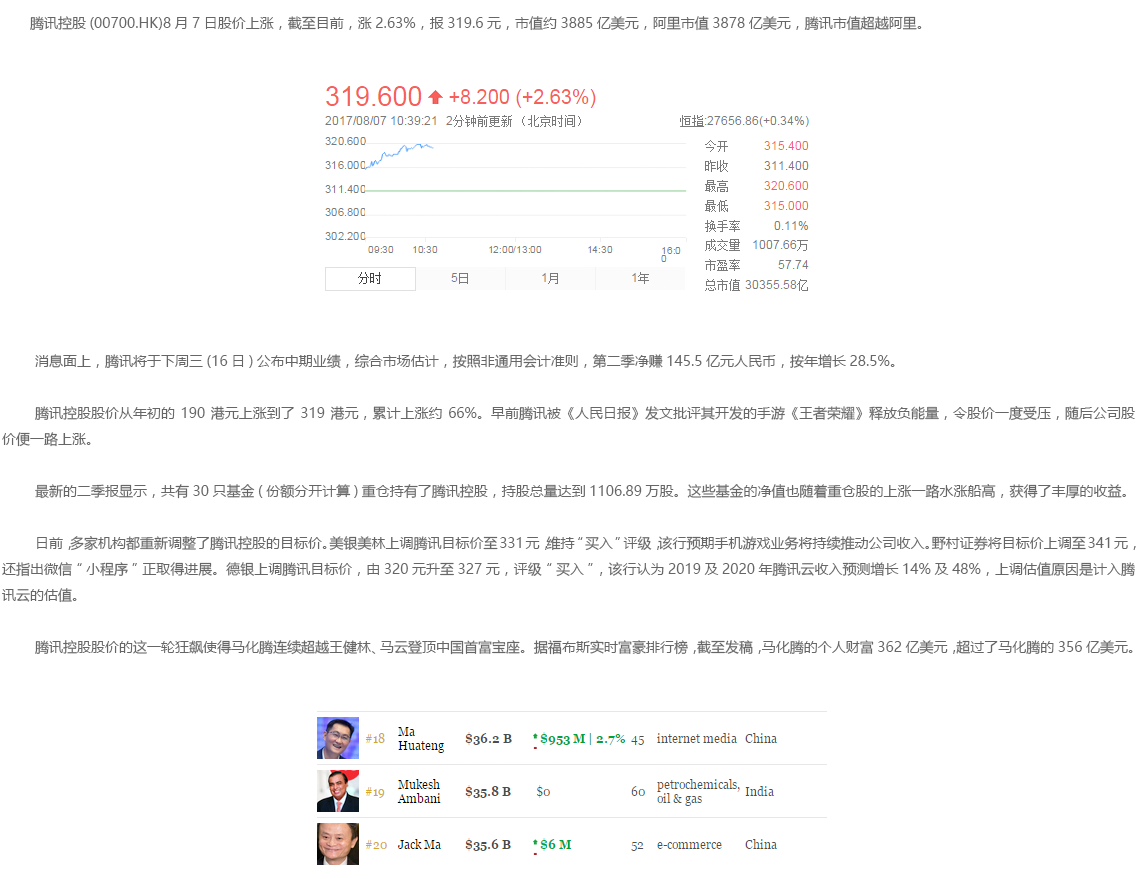 腾讯控股 (00700.HK)8 月 7 日股价上涨，截至目前，涨 2.63%，报 319.6 元，市值约 3885 亿美元，阿里市值 3878 亿美元，腾讯市值超越阿里。
319.600 +8.200 (+2.63%)
2017/08/07 10:39:21 2分钟前更新（北京时间）
恒指:27656.86(+0.34%)
320.600
316.000
311.400
306.800
302.200
09:30 10:30 12:00/13:00 14:30 16:00
分时 5日 1月 1年
今开 315.400
昨收 311.400
最高 320.600
最低 315.000
换手率 0.11%
成交量 1007.66万
市盈率 57.74
总市值 30355.58亿
消息面上，腾讯将于下周三 (16 日) 公布中期业绩，综合市场估计，按照非通用会计准则，第二季净赚 145.5 亿元人民币，按年增长 28.5%。
腾讯控股股价从年初的 190 港元上涨到了 319 港元，累计上涨约 66%。早前腾讯被《人民日报》发文批评其开发的手游《王者荣耀》释放负能量，令股价一度受压，随后公司股
价便一路上涨。
最新的二季报显示，共有 30 只基金 ( 份额分开计算 ) 重仓持有了腾讯控股，持股总量达到 1106.89 万股。这些基金的净值也随着重仓股的上涨一路水涨船高，获得了丰厚的收益。
日前，多家机构都重新调整了腾讯控股的目标价。美银美林上调腾讯目标价至 331 元，维持“买入”评级，该行预期手机游戏业务将持续推动公司收入。野村证券将目标价上调至 341 元，
还指出微信“小程序”正取得进展。德银上调腾讯目标价，由 320 元升至 327 元，评级“买入”，该行认为 2019 及 2020 年腾讯云收入预测增长 14% 及 48%，上调估值原因是计入腾
讯云的估值。
腾讯控股股价的这一轮狂飙使得马化腾连续超越王健林、马云登顶中国首富宝座。据福布斯实时富豪排行榜，截至发稿，马化腾的个人财富 362 亿美元，超过了马化腾的 356 亿美元。
#18 Ma Huateng $36.2 B $953 M | 2.7% 45 internet media China
#19 Mukesh Ambani $35.8 B $0 60 petrochemicals, oil & gas India
#20 Jack Ma $35.6 B $6 M 52 e-commerce China